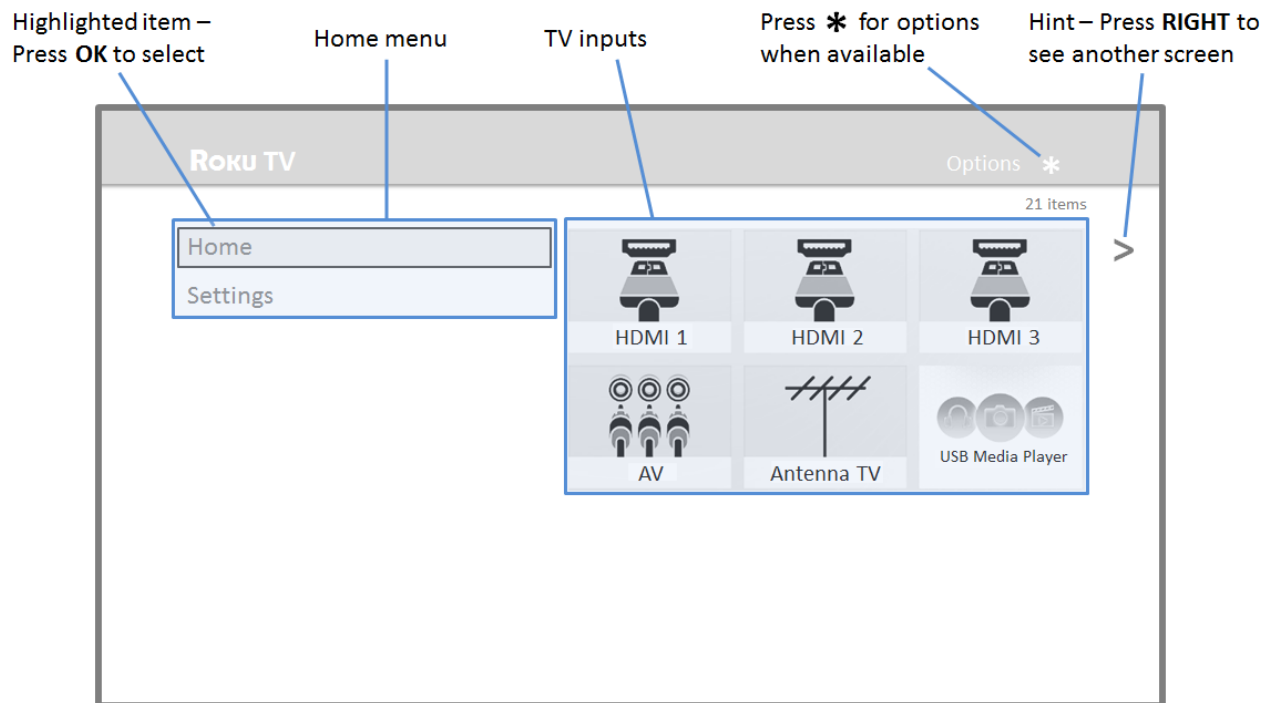 Highlighted item –
Press OK to select
Home menu
TV inputs
Press * for options
when available
Hint – Press RIGHT to
see another screen
ROKU TV
Options *
21 items
Home
Settings
>
HDMI 1
HDMI 2
HDMI 3
AV
Antenna TV
USB Media Player